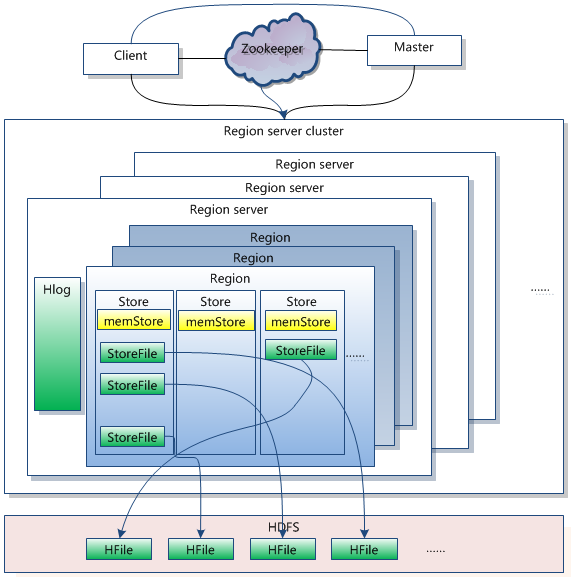 Client
Zookeeper
Master
Region server cluster
Region server
Region server
Region server
Region
Region
Region
Hlog
Store
Store
Store
memStore
memStore
memStore
StoreFile
StoreFile
StoreFile
StoreFile
......
......
HDFS
HFile
HFile
HFile
HFile
......